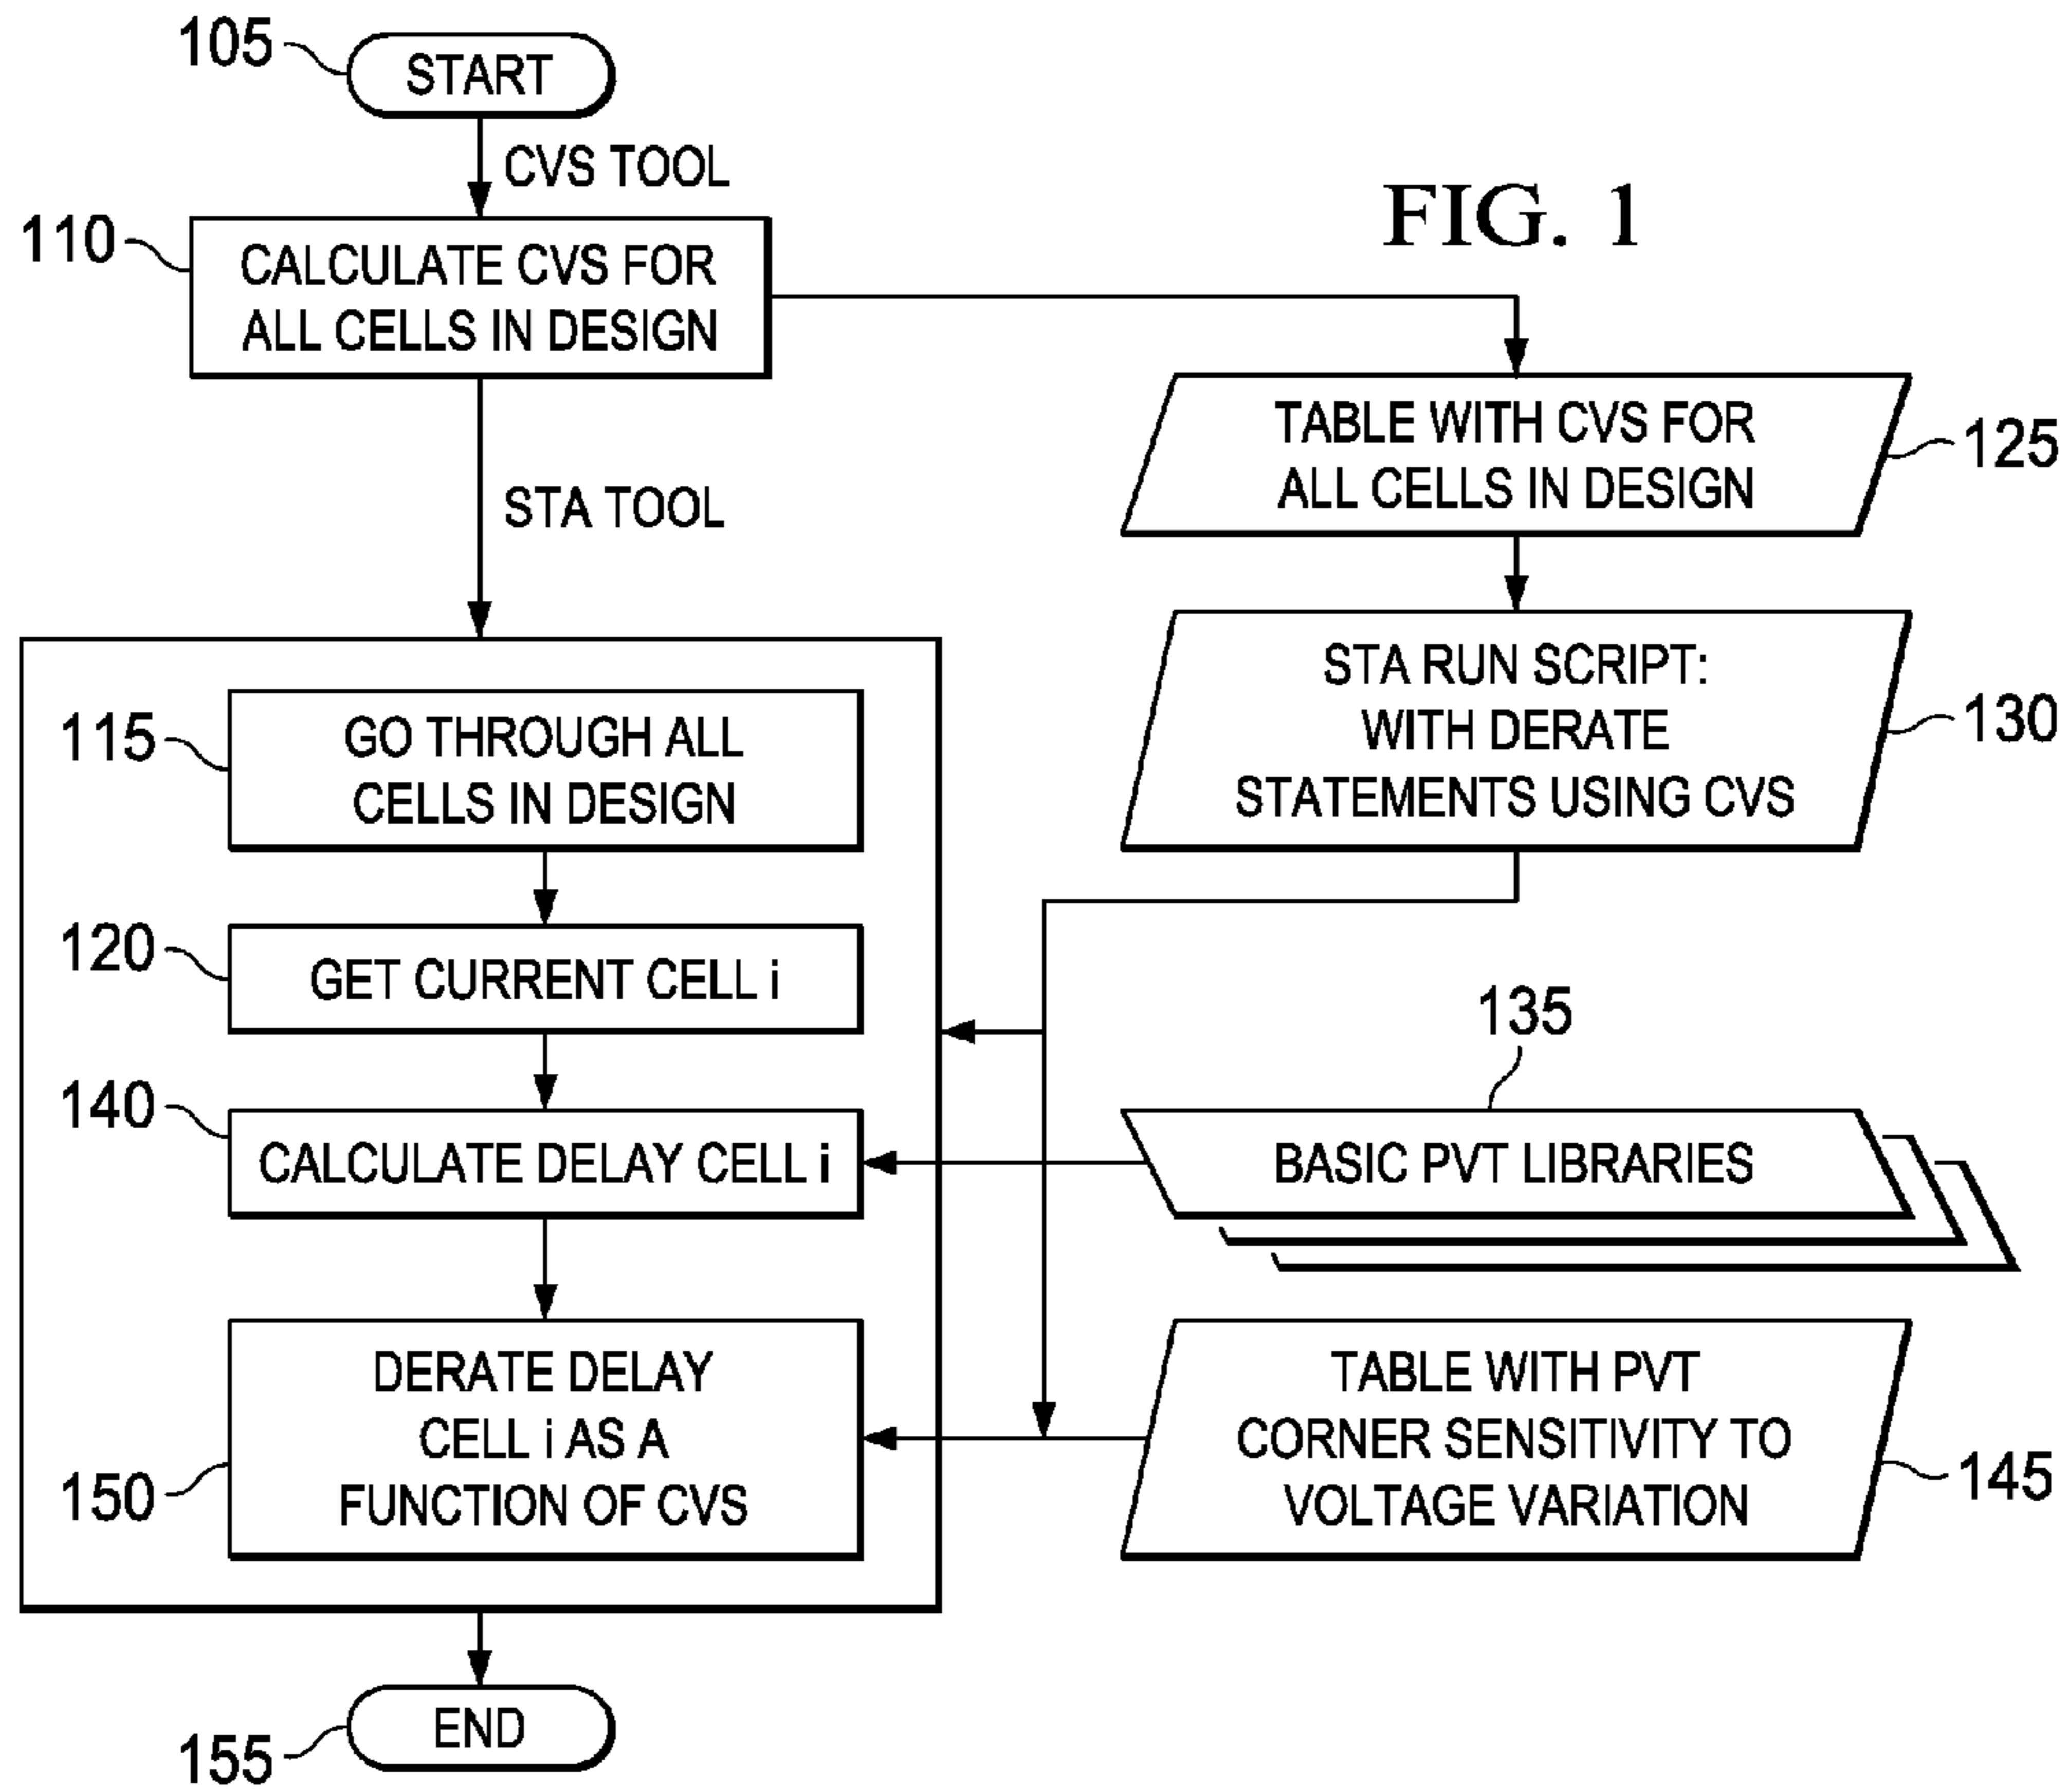 105
START
CVS TOOL
FIG. 1
110
CALCULATE CVS FOR
ALL CELLS IN DESIGN
TABLE WITH CVS FOR
ALL CELLS IN DESIGN
125
STA TOOL
STA RUN SCRIPT:
WITH DERATE
STATEMENTS USING CVS
130
115
GO THROUGH ALL
CELLS IN DESIGN
120
GET CURRENT CELL i
135
140
CALCULATE DELAY CELL i
BASIC PVT LIBRARIES
150
DERATE DELAY
CELL i AS A
FUNCTION OF CVS
TABLE WITH PVT
CORNER SENSITIVITY TO
VOLTAGE VARIATION
145
END
155